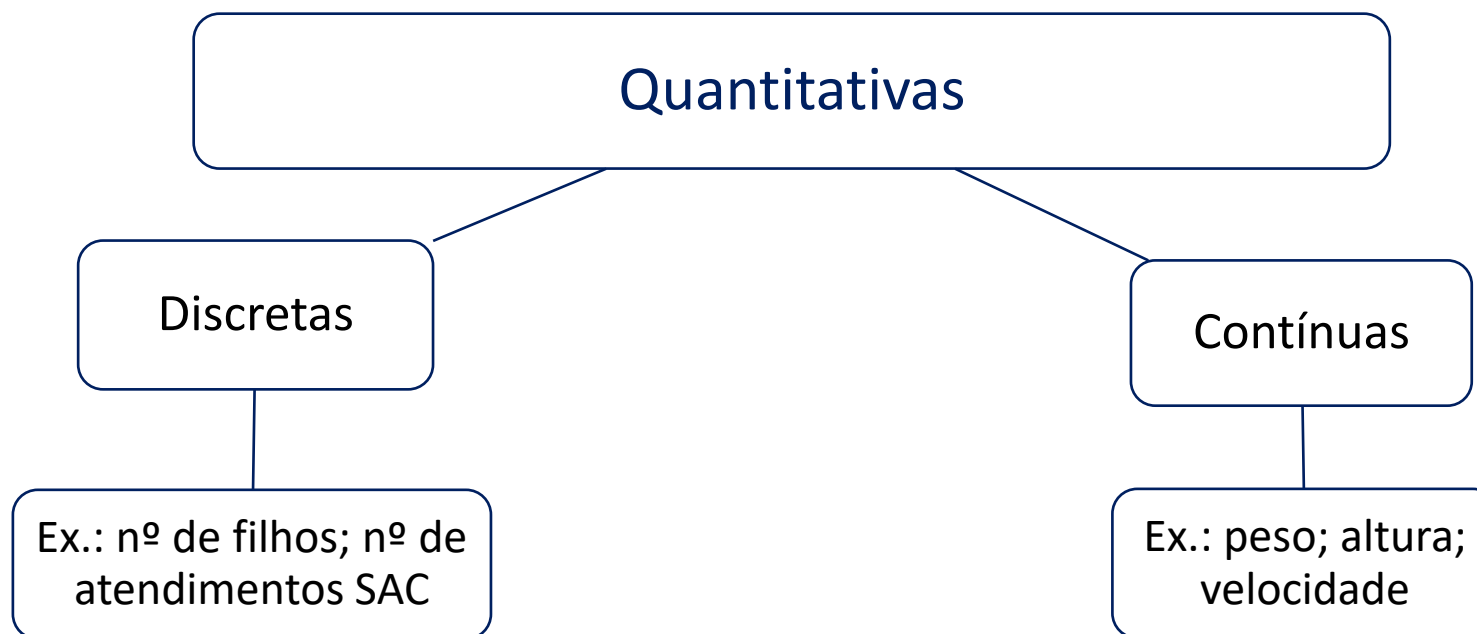 Quantitativas
Discretas
Contínuas
Ex.: nº de filhos; nº de
atendimentos SAC
Ex.: peso; altura;
velocidade